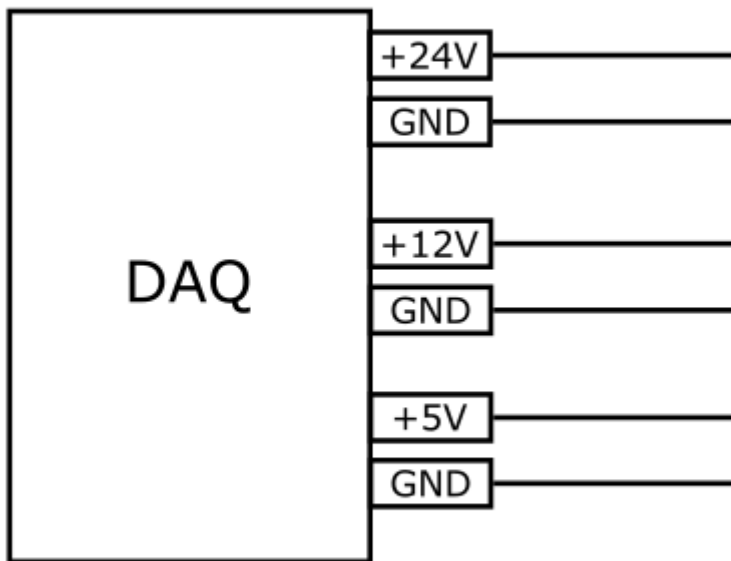 +24V
GND
+12V
DAQ
GND
+5V
GND